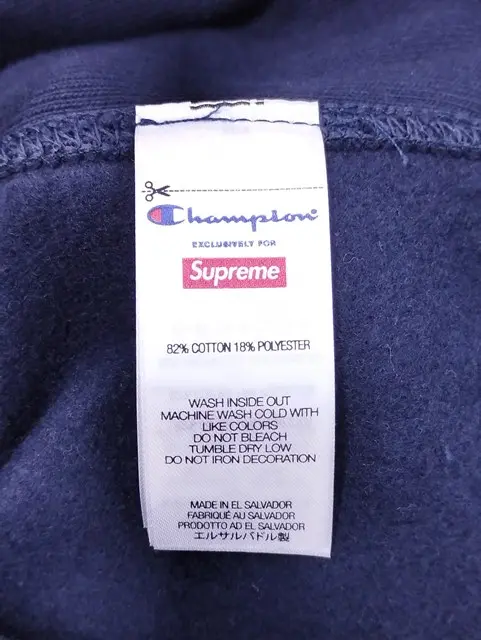 Champion
EXCLUSIVELY FOR
Supreme
82% COTTON 18% POLYESTER
WASH INSIDE OUT
MACHINE WASH COLD WITH
LIKE COLORS
DO NOT BLEACH
TUMBLE DRY LOW
DO NOT IRON DECORATION
MADE IN EL SALVADOR
FABRIQUÉ AU SALVADOR
PRODOTTO AD EL SALVADOR
エルサルバドル製